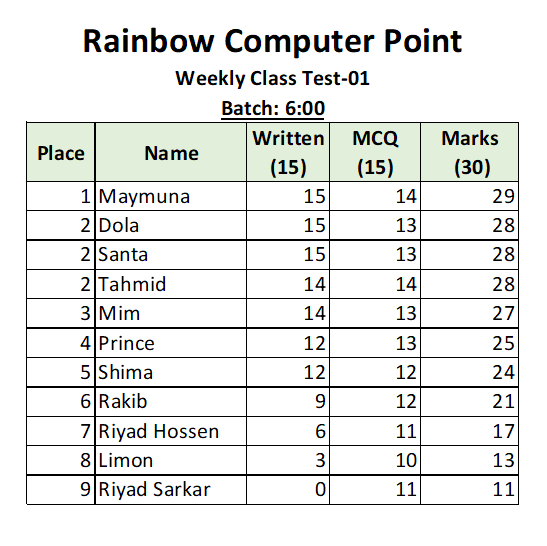 Rainbow Computer Point
Weekly Class Test-01
Batch: 6:00
Place Name Written (15) MCQ (15) Marks (30)
1 Maymuna 15 14 29
2 Dola 15 13 28
2 Santa 15 13 28
2 Tahmid 14 14 28
3 Mim 14 13 27
4 Prince 12 13 25
5 Shima 12 12 24
6 Rakib 9 12 21
7 Riyad Hossen 6 11 17
8 Limon 3 10 13
9 Riyad Sarkar 0 11 11